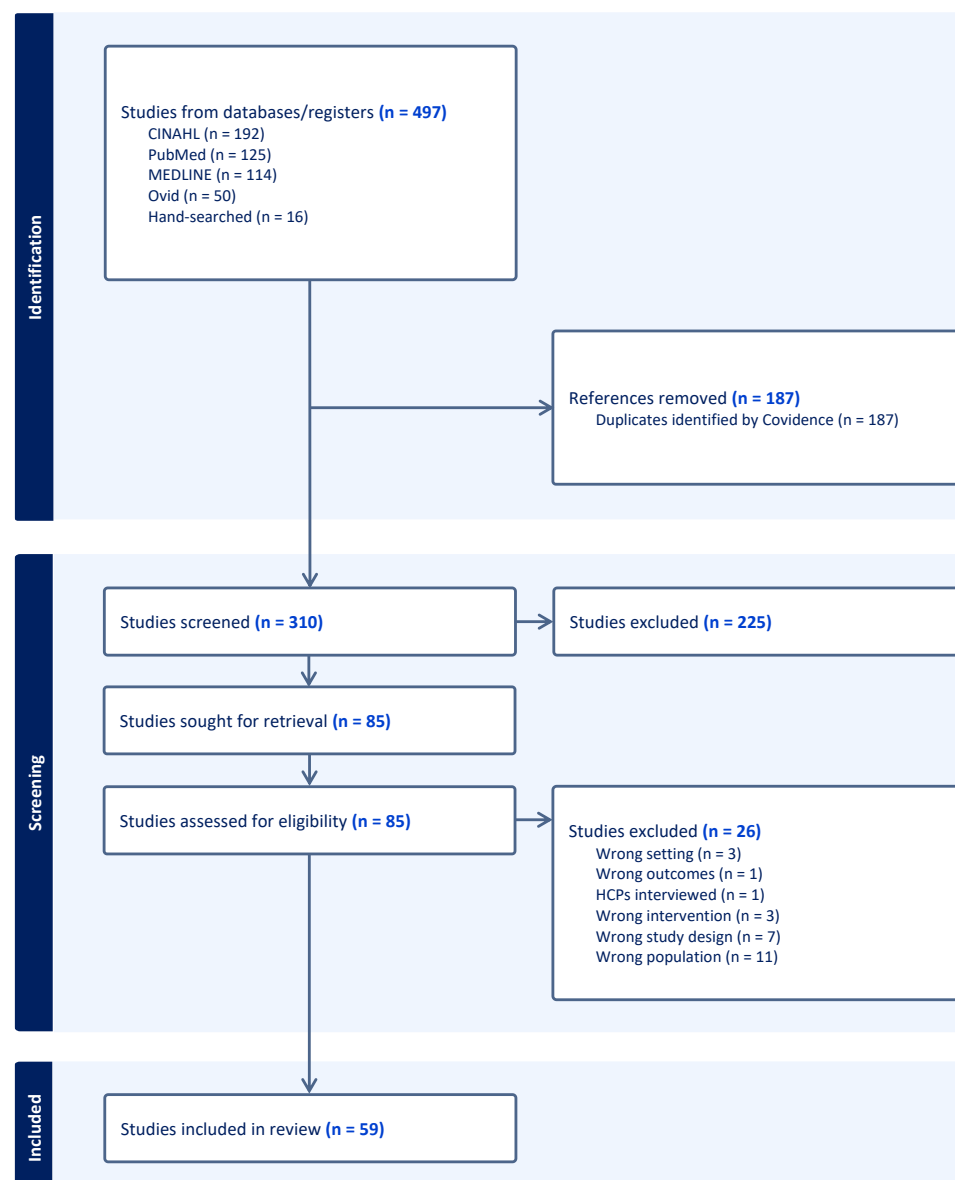 Identification
Studies from databases/registers (n = 497)
CINAHL (n = 192)
PubMed (n = 125)
MEDLINE (n = 114)
Ovid (n = 50)
Hand-searched (n = 16)
References removed (n = 187)
Duplicates identified by Covidence (n = 187)
Screening
Studies screened (n = 310)
Studies excluded (n = 225)
Studies sought for retrieval (n = 85)
Studies assessed for eligibility (n = 85)
Studies excluded (n = 26)
Wrong setting (n = 3)
Wrong outcomes (n = 1)
HCPs interviewed (n = 1)
Wrong intervention (n = 3)
Wrong study design (n = 7)
Wrong population (n = 11)
Included
Studies included in review (n = 59)